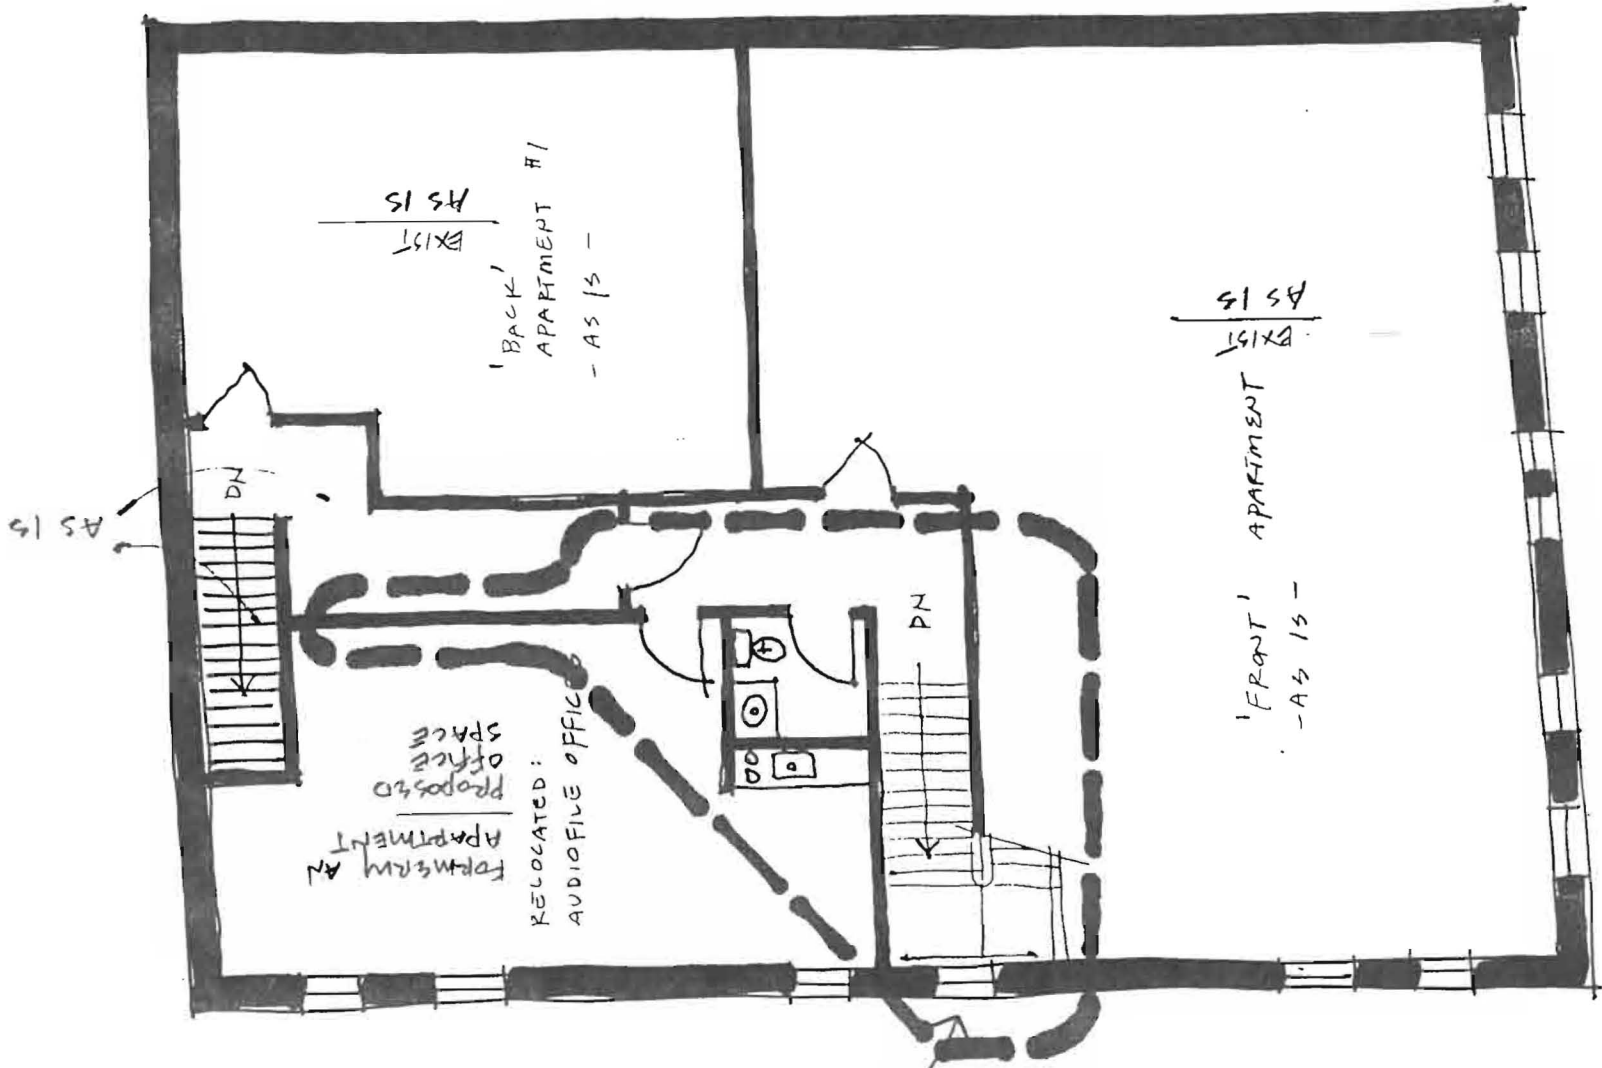 EXIST
AS IS
'BACK'
APARTMENT #1
- AS IS -
EXIST
AS IS
'FRONT' APARTMENT
- AS IS -
AS IS
DN
DN
FORMERLY AN
APARTMENT
PROPOSED
OFFICE
SPACE
RELOCATED:
AUDIOFILE OFFICE